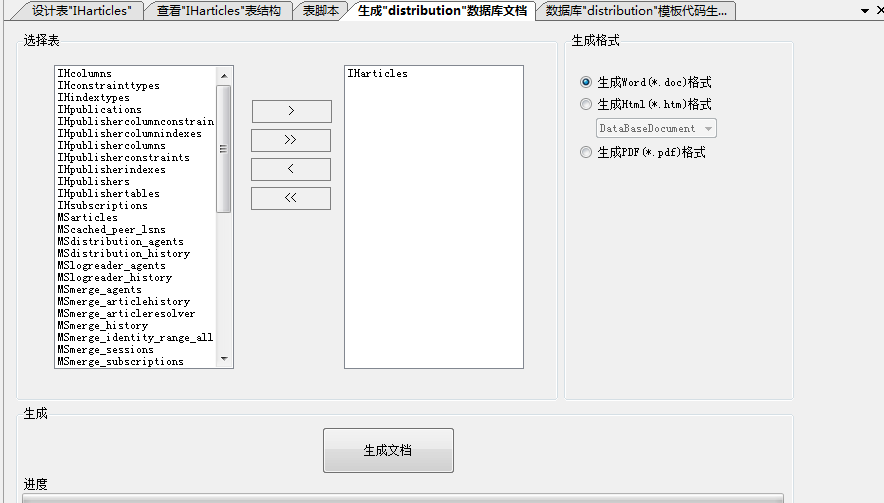 设计表"IHarticles"
查看"IHarticles"表结构
表脚本
生成"distribution"数据库文档
数据库"distribution"模板代码生...
选择表
IHcolumns
IHconstrainttypes
IHindextypes
IHpublications
IHpublishercolumnconstrain
IHpublishercolumnindexes
IHpublishercolumns
IHpublisherconstraints
IHpublisherindexes
IHpublishers
IHpublishertables
IHsubscriptions
MSarticles
MScached_peer_lsns
MSdistribution_agents
MSdistribution_history
MSlogreader_agents
MSlogreader_history
MSmerge_agents
MSmerge_articlehistory
MSmerge_articleresolver
MSmerge_history
MSmerge_identity_range_all
MSmerge_sessions
MSmerge_subscriptions
>
>>
<
<<
IHarticles
生成格式
生成Word(*.doc)格式
生成Html(*.htm)格式
DataBaseDocument
生成PDF(*.pdf)格式
生成
生成文档
进度